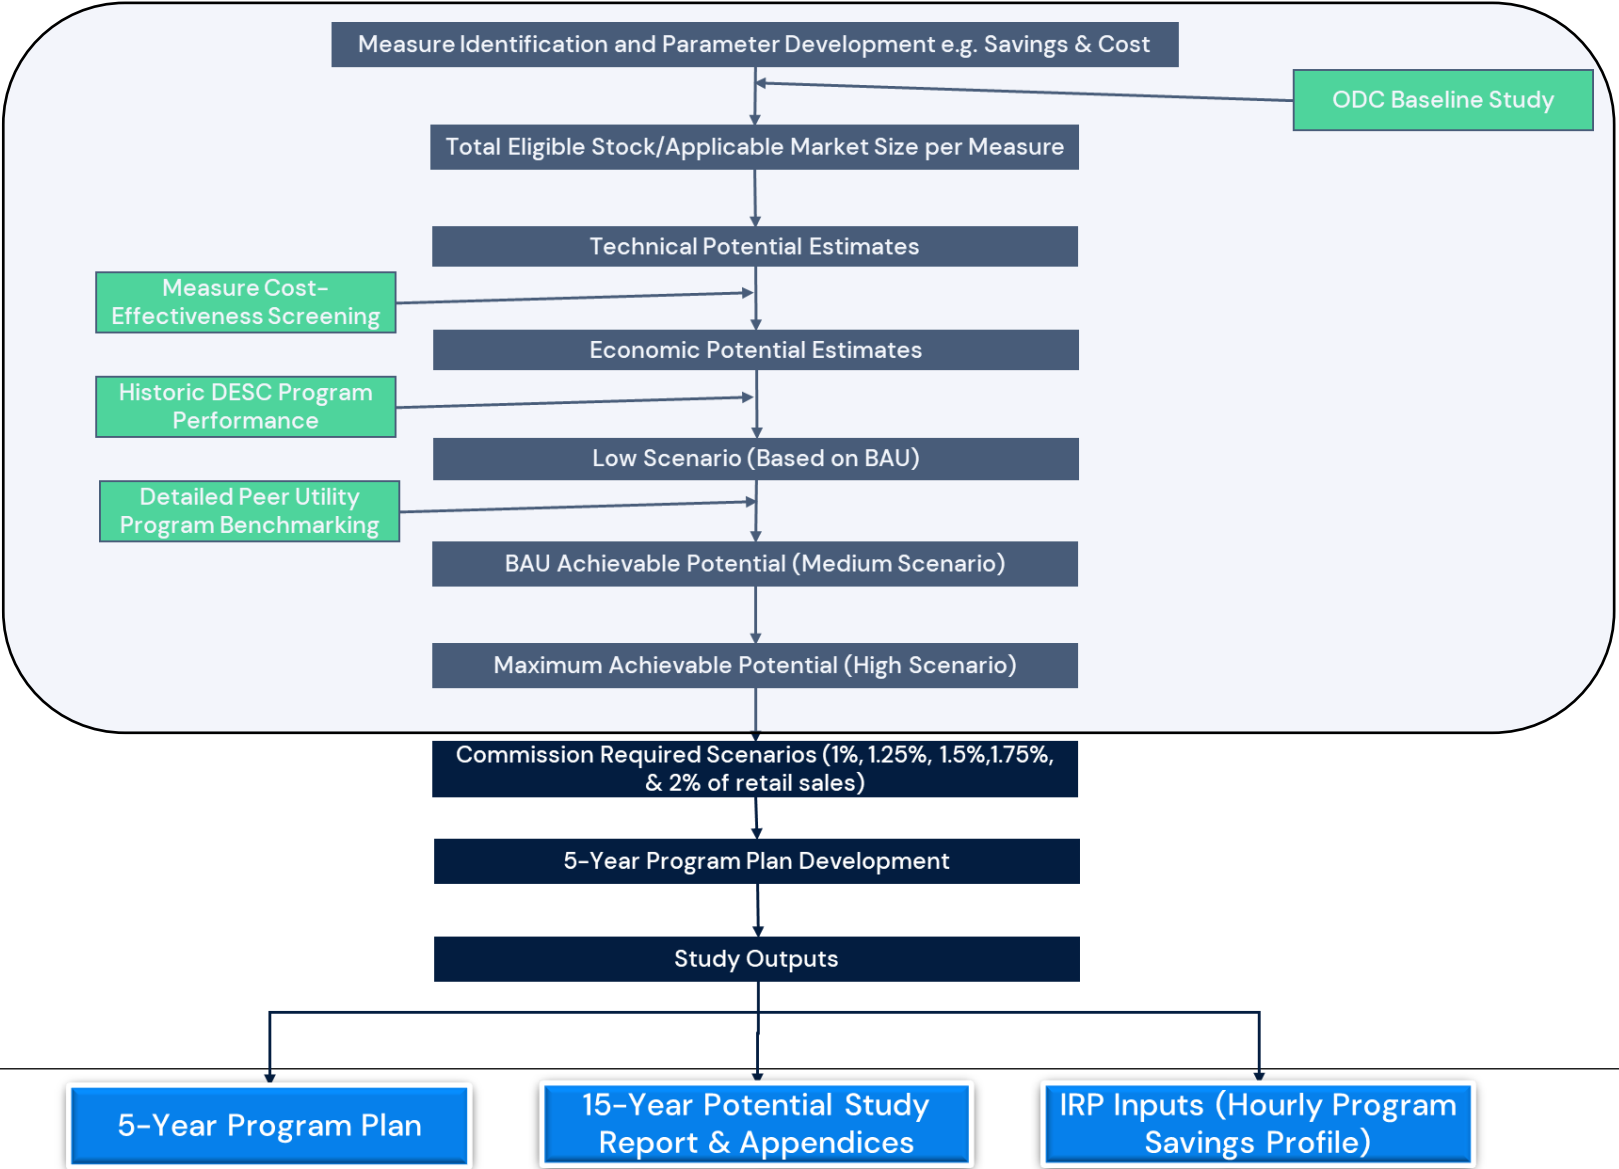 Measure Identification and Parameter Development e.g. Savings & Cost
ODC Baseline Study
Total Eligible Stock/Applicable Market Size per Measure
Technical Potential Estimates
Measure Cost-
Effectiveness Screening
Economic Potential Estimates
Historic DESC Program
Performance
Low Scenario (Based on BAU)
Detailed Peer Utility
Program Benchmarking
BAU Achievable Potential (Medium Scenario)
Maximum Achievable Potential (High Scenario)
Commission Required Scenarios (1%, 1.25%, 1.5%,1.75%,
& 2% of retail sales)
5-Year Program Plan Development
Study Outputs
5-Year Program Plan
15-Year Potential Study
Report & Appendices
IRP Inputs (Hourly Program
Savings Profile)